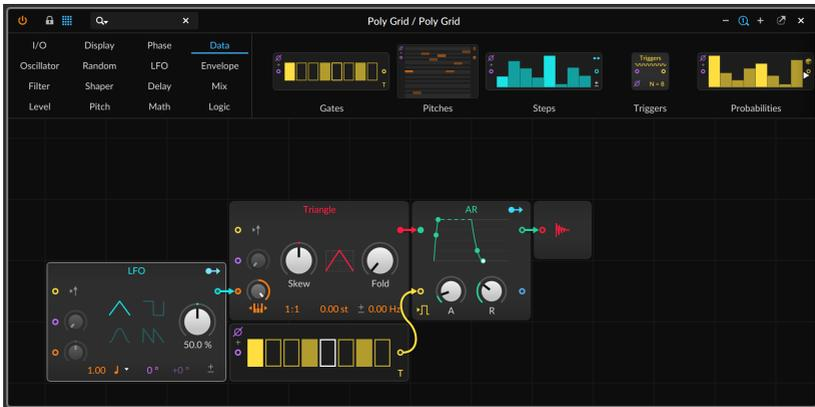 Poly Grid / Poly Grid
I/O Display Phase Data
Oscillator Random LFO Envelope
Filter Shaper Delay Mix
Level Pitch Math Logic
Triggers
N = 8
T
Gates Pitches Steps Triggers Probabilities
Triangle
AR
Skew Fold
LFO
1:1 0.00 st ± 0.00 Hz
A R
50.0 %
1.00 0 ° +0 °
T